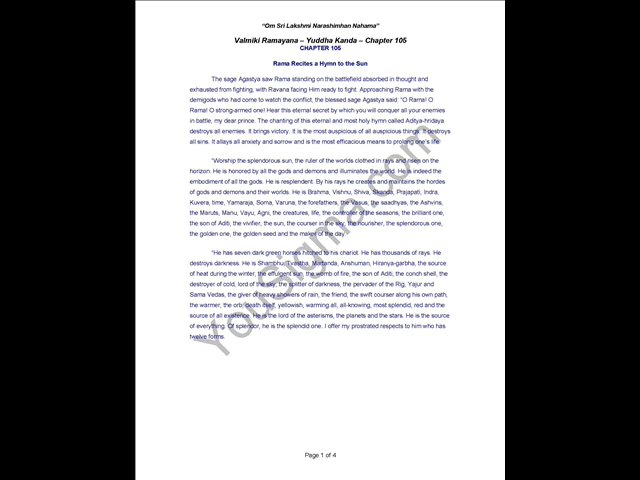 "Om Sri Lakshmi Narashimhan Nahama"
Valmiki Ramayana – Yuddha Kanda – Chapter 105
CHAPTER 105
Rama Recites a Hymn to the Sun
The sage Agastya saw Rama standing on the battlefield absorbed in thought and
exhausted from fighting, with Ravana facing Him ready to fight. Approaching Rama with the
demigods who had come to watch the conflict, the blessed sage Agastya said: "O Rama! O
Rama! O strong-armed one! Hear this eternal secret by which you will conquer all your enemies
in battle, my dear prince. The chanting of this eternal and most holy hymn called Aditya-hridaya
destroys all enemies. It brings victory. It is the most auspicious of all auspicious things. It destroys
all sins. It allays all anxiety and sorrow and is the most efficacious means to prolong one's life.
"Worship the splendorous sun, the ruler of the worlds clothed in rays and risen on the
horizon. He is honored by all the gods and demons and illuminates the world. He is indeed the
embodiment of all the gods. He is resplendent. By his rays he creates and maintains the hordes
of gods and demons and their worlds. He is Brahma, Vishnu, Shiva, Skanda, Prajapati, Indra,
Kuvera, time, Yamaraja, Soma, Varuna, the forefathers, the Vasus, the saadhyas, the Ashvins,
the Maruts, Manu, Vayu, Agni, the creatures, life, the controller of the seasons, the brilliant one,
the son of Aditi, the vivifier, the sun, the courser in the sky, the nourisher, the splendorous one,
the golden one, the golden seed and the maker of the day.
"He has seven dark green horses hitched to his chariot. He has thousands of rays. He
destroys darkness. He is Shambhu, Tvastha, Martanda, Anshuman, Hiranya-garbha, the source
of heat during the winter, the effulgent sun, the womb of fire, the son of Aditi, the conch shell, the
destroyer of cold, lord of the sky, the splitter of darkness, the pervader of the Rig, Yajur and
Sama Vedas, the giver of heavy showers of rain, the friend, the swift courser along his own path,
the warmer, the orb, death itself, yellowish, warming all, all-knowing, most splendid, red and the
source of all existence. He is the lord of the asterisms, the planets and the stars. He is the source
of everything. Of splendor, he is the splendid one. I offer my prostrated respects to him who has
twelve forms.
YouSigma.com
Page 1 of 4